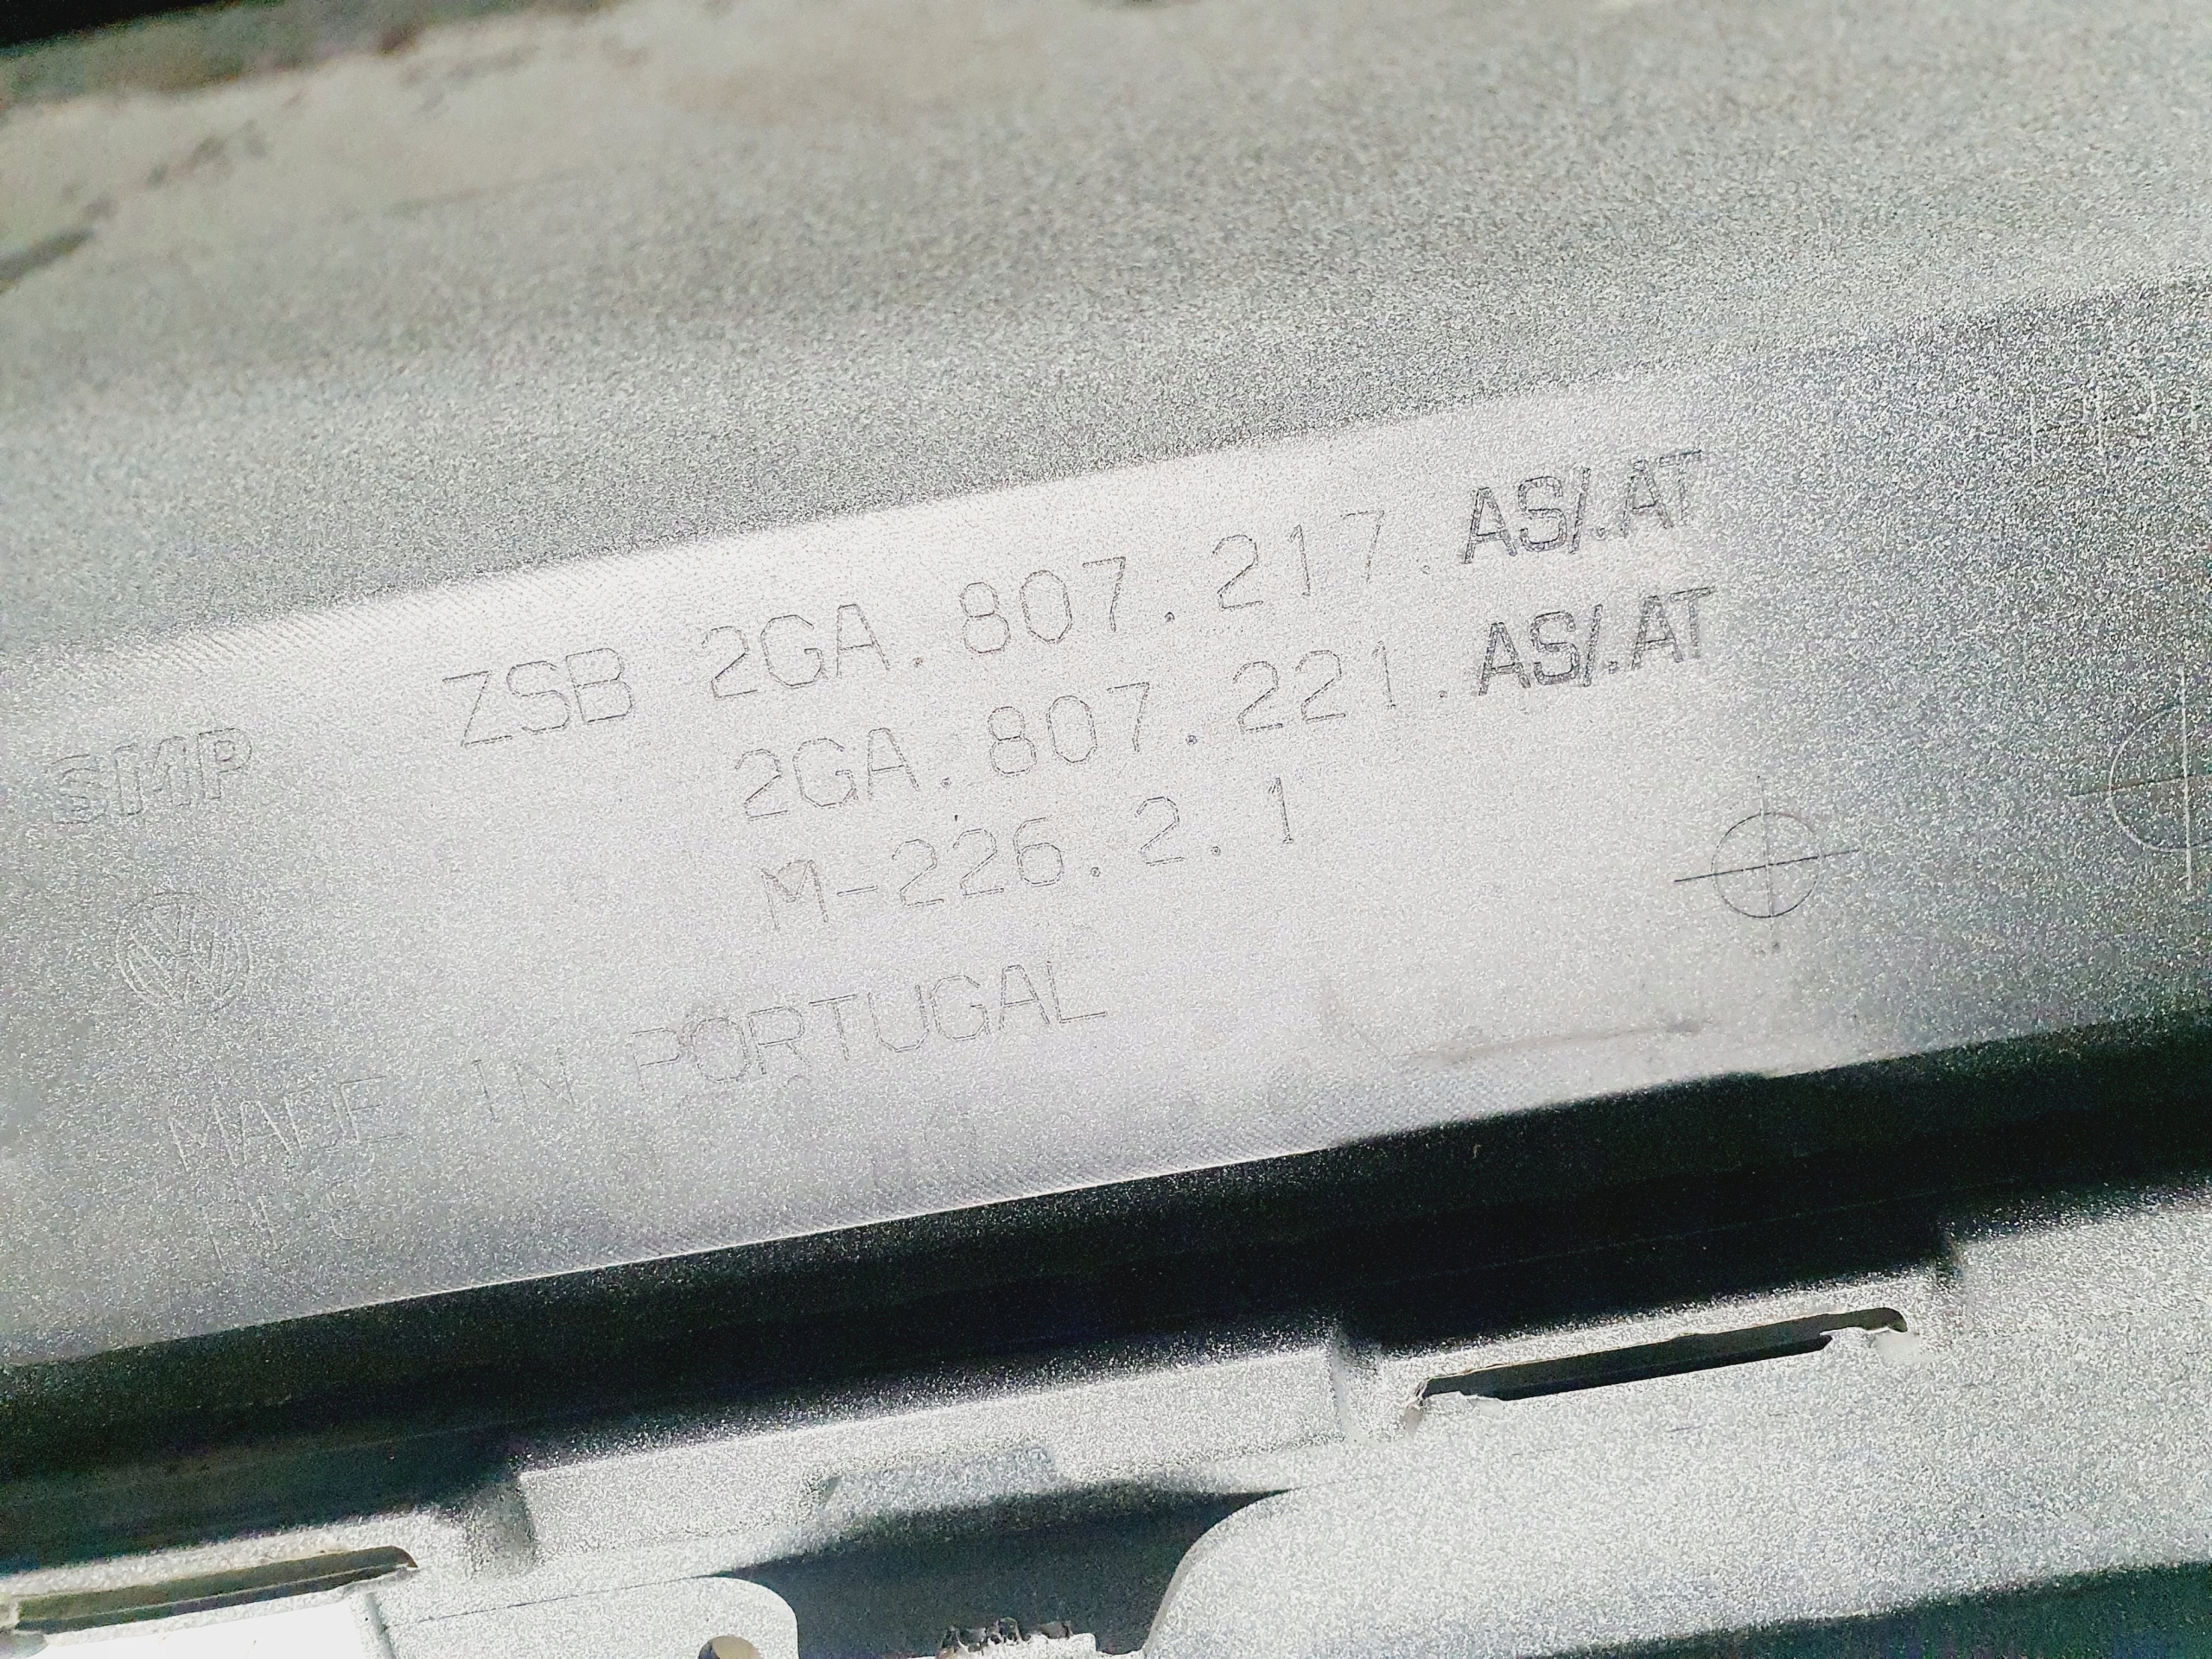 ZSB 2GA.807.217.AS/.AT
2GA.807.221.AS/.AT
SMP
M-226.2.1
MADE IN PORTUGAL